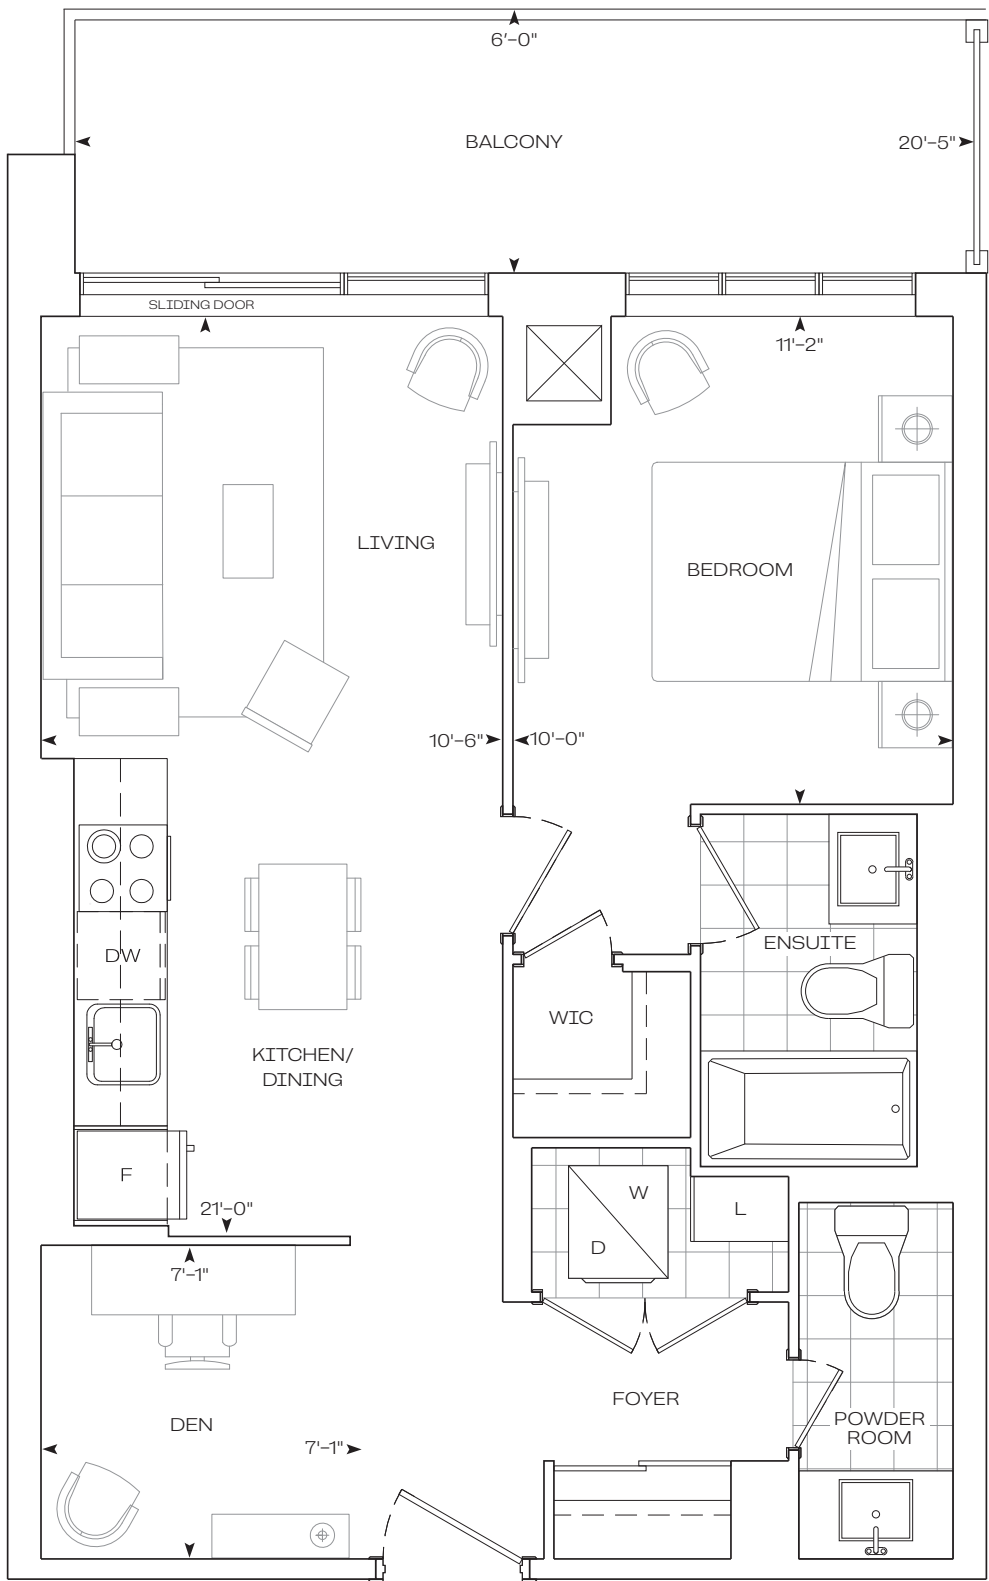 6'-0"
BALCONY
20'-5"
SLIDING DOOR
11'-2"
LIVING
BEDROOM
10'-6"
10'-0"
DW
ENSUITE
WIC
KITCHEN/
DINING
F
W
21'-0"
L
D
7'-1"
FOYER
DEN
POWDER
ROOM
7'-1"